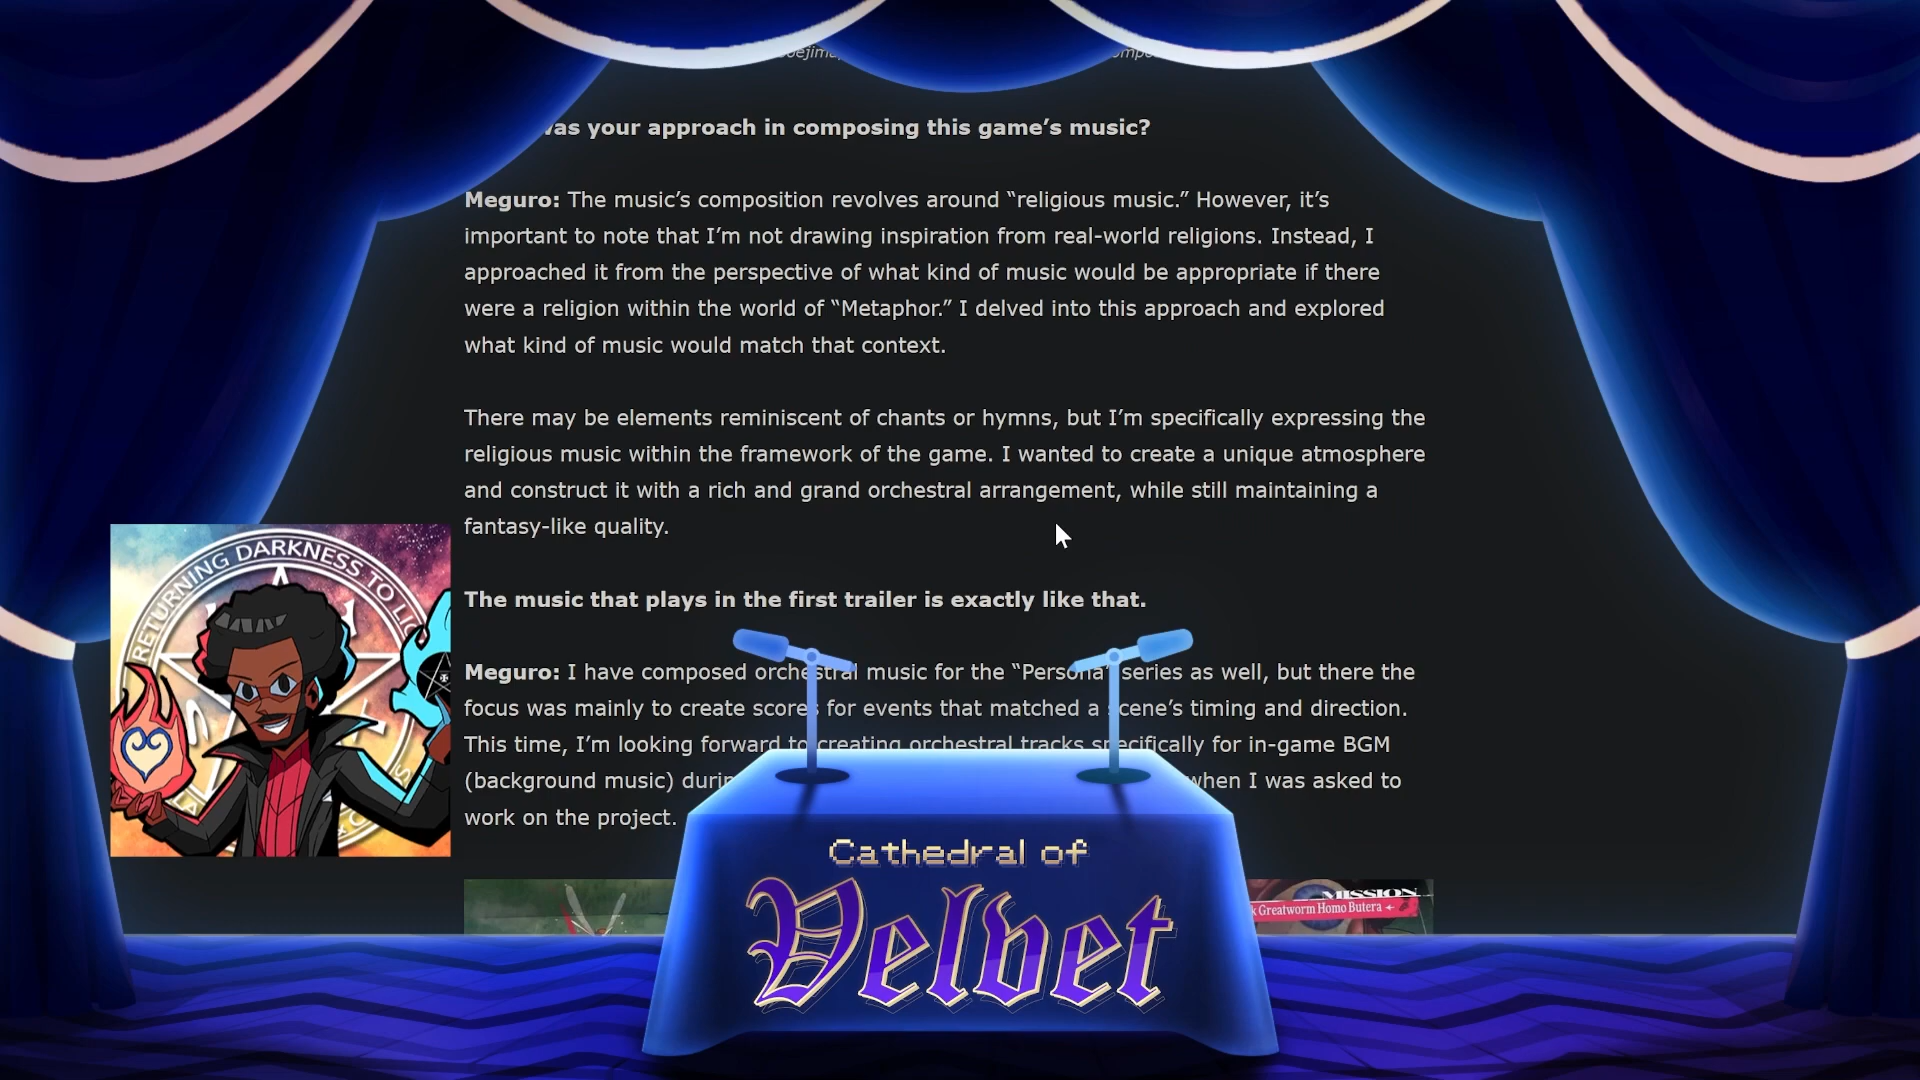 was your approach in composing this game’s music?
Meguro: The music’s composition revolves around “religious music.” However, it’s
important to note that I’m not drawing inspiration from real-world religions. Instead, I
approached it from the perspective of what kind of music would be appropriate if there
were a religion within the world of “Metaphor.” I delved into this approach and explored
what kind of music would match that context.
There may be elements reminiscent of chants or hymns, but I’m specifically expressing the
religious music within the framework of the game. I wanted to create a unique atmosphere
and construct it with a rich and grand orchestral arrangement, while still maintaining a
fantasy-like quality.
RETURNING DARKNESS TO
The music that plays in the first trailer is exactly like that.
Meguro: I have composed orchestral music for the “Persona” series as well, but there the
focus was mainly to create scores for events that matched a scene’s timing and direction.
This time, I’m looking forward to creating orchestral tracks specifically for in-game BGM
(background music) when I was asked to
work on the project.
Cathedral of
Velvet
MISSION
Greatworm Homo Butera